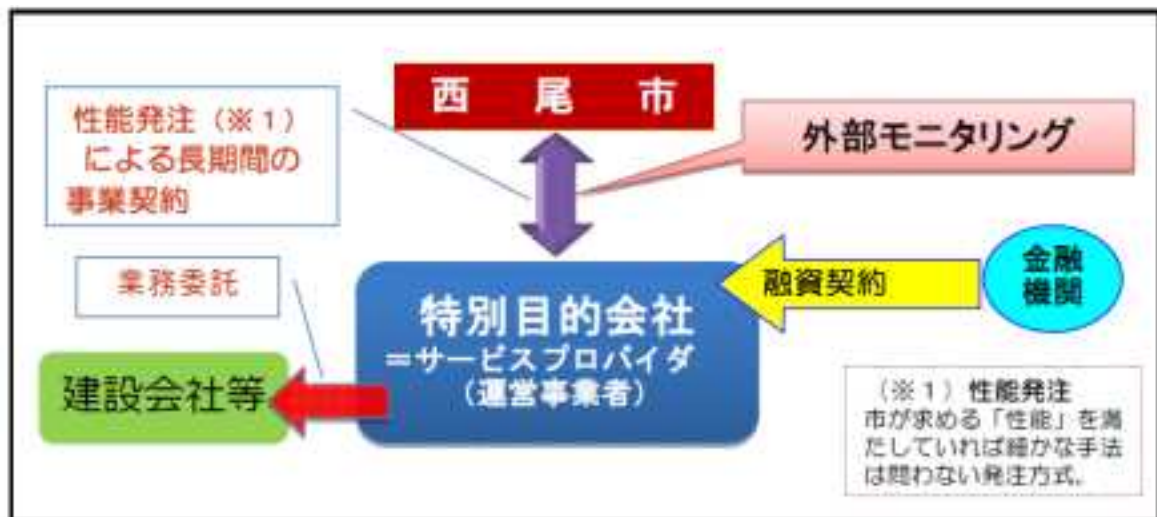 西尾市
性能発注（※１）
による長期間の
事業契約
外部モニタリング
業務委託
融資契約
金融
機関
特別目的会社
＝サービスプロバイダ
（運営事業者）
建設会社等
（※１）性能発注
市が求める「性能」を満
たしていれば細かな手法
は問わない発注方式。